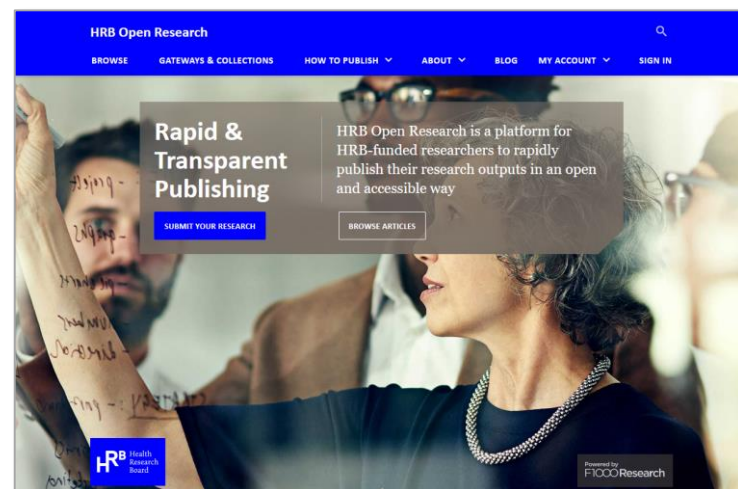 HRB Open Research
BROWSE GATEWAYS & COLLECTIONS HOW TO PUBLISH ABOUT BLOG MY ACCOUNT SIGN IN
Rapid &
Transparent
Publishing
HRB Open Research is a platform for
HRB-funded researchers to rapidly
publish their research outputs in an open
and accessible way
SUBMIT YOUR RESEARCH
BROWSE ARTICLES
HRB Health
Research
Board
Powered by
F1000Research